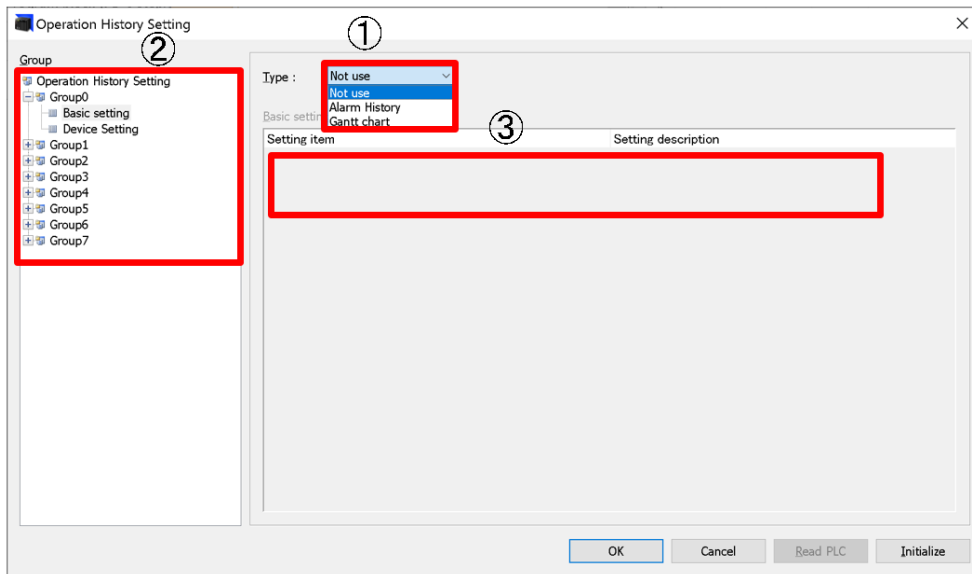 Operation History Setting
①
②
Group
Operation History Setting
Group0
Basic setting
Device Setting
Group1
Group2
Group3
Group4
Group5
Group6
Group7
Type :
Not use
Not use
Alarm History
Gantt chart
Basic settin
③
Setting item
Setting description
OK
Cancel
Read PLC
Initialize